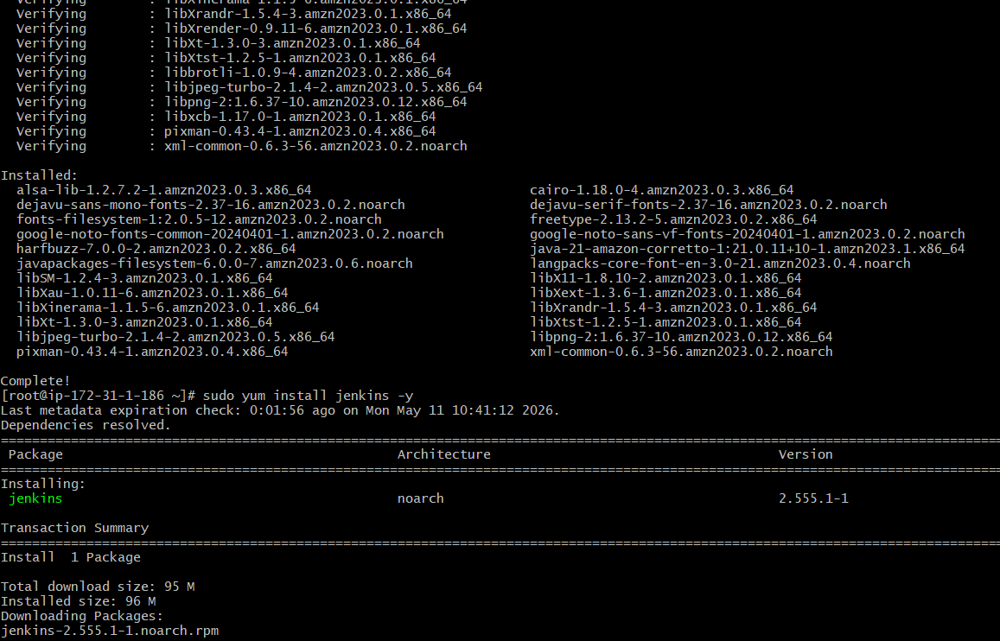 Verifying : libXinerama-1.1.5-6.amzn2023.0.1.x86_64
Verifying : libXrandr-1.5.4-3.amzn2023.0.1.x86_64
Verifying : libXrender-0.9.11-6.amzn2023.0.1.x86_64
Verifying : libXt-1.3.0-3.amzn2023.0.1.x86_64
Verifying : libXtst-1.2.5-1.amzn2023.0.1.x86_64
Verifying : libbrotli-1.0.9-4.amzn2023.0.2.x86_64
Verifying : libjpeg-turbo-2.1.4-2.amzn2023.0.5.x86_64
Verifying : libpng-2:1.6.37-10.amzn2023.0.12.x86_64
Verifying : libxcb-1.17.0-1.amzn2023.0.1.x86_64
Verifying : pixman-0.43.4-1.amzn2023.0.4.x86_64
Verifying : xml-common-0.6.3-56.amzn2023.0.2.noarch
Installed:
alsa-lib-1.2.7.2-1.amzn2023.0.3.x86_64 cairo-1.18.0-4.amzn2023.0.3.x86_64
dejavu-sans-mono-fonts-2.37-16.amzn2023.0.2.noarch dejavu-serif-fonts-2.37-16.amzn2023.0.2.noarch
fonts-filesystem-1:2.0.5-12.amzn2023.0.2.noarch freetype-2.13.2-5.amzn2023.0.2.x86_64
google-noto-fonts-common-20240401-1.amzn2023.0.2.noarch google-noto-sans-vf-fonts-20240401-1.amzn2023.0.2.noarch
harfbuzz-7.0.0-2.amzn2023.0.2.x86_64 java-21-amazon-corretto-1:21.0.11+10-1.amzn2023.1.x86_64
javapackages-filesystem-6.0.0-7.amzn2023.0.6.noarch langpacks-core-font-en-3.0-21.amzn2023.0.4.noarch
libSM-1.2.4-3.amzn2023.0.1.x86_64 libX11-1.8.10-2.amzn2023.0.1.x86_64
libXau-1.0.11-6.amzn2023.0.1.x86_64 libXext-1.3.6-1.amzn2023.0.1.x86_64
libXinerama-1.1.5-6.amzn2023.0.1.x86_64 libXrandr-1.5.4-3.amzn2023.0.1.x86_64
libXt-1.3.0-3.amzn2023.0.1.x86_64 libXtst-1.2.5-1.amzn2023.0.1.x86_64
libjpeg-turbo-2.1.4-2.amzn2023.0.5.x86_64 libpng-2:1.6.37-10.amzn2023.0.12.x86_64
pixman-0.43.4-1.amzn2023.0.4.x86_64 xml-common-0.6.3-56.amzn2023.0.2.noarch
Complete!
[root@ip-172-31-1-186 ~]# sudo yum install jenkins -y
Last metadata expiration check: 0:01:56 ago on Mon May 11 10:41:12 2026.
Dependencies resolved.
Package Architecture Version
Installing:
jenkins noarch 2.555.1-1
Transaction Summary
Install 1 Package
Total download size: 95 M
Installed size: 96 M
Downloading Packages:
jenkins-2.555.1-1.noarch.rpm